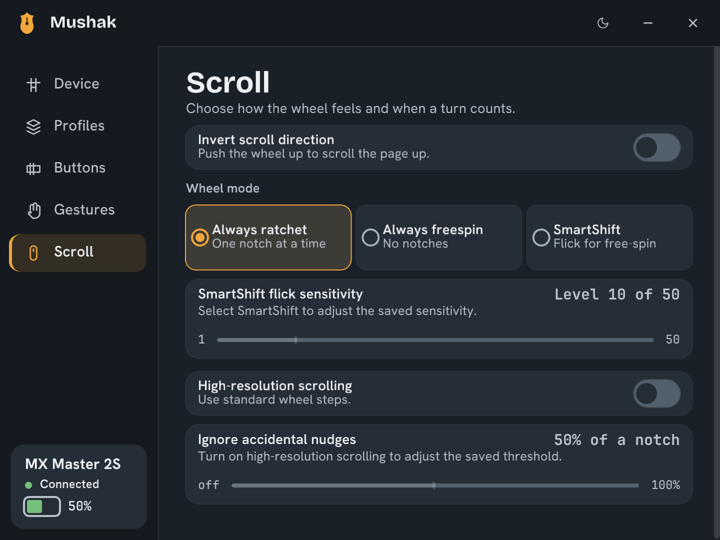 Mushak
Device
Profiles
Buttons
Gestures
Scroll
MX Master 2S
Connected
50%
Scroll
Choose how the wheel feels and when a turn counts.
Invert scroll direction
Push the wheel up to scroll the page up.
Wheel mode
Always ratchet
One notch at a time
Always freespin
No notches
SmartShift
Flick for free-spin
SmartShift flick sensitivity
Level 10 of 50
Select SmartShift to adjust the saved sensitivity.
1
50
High-resolution scrolling
Use standard wheel steps.
Ignore accidental nudges
50% of a notch
Turn on high-resolution scrolling to adjust the saved threshold.
off
100%